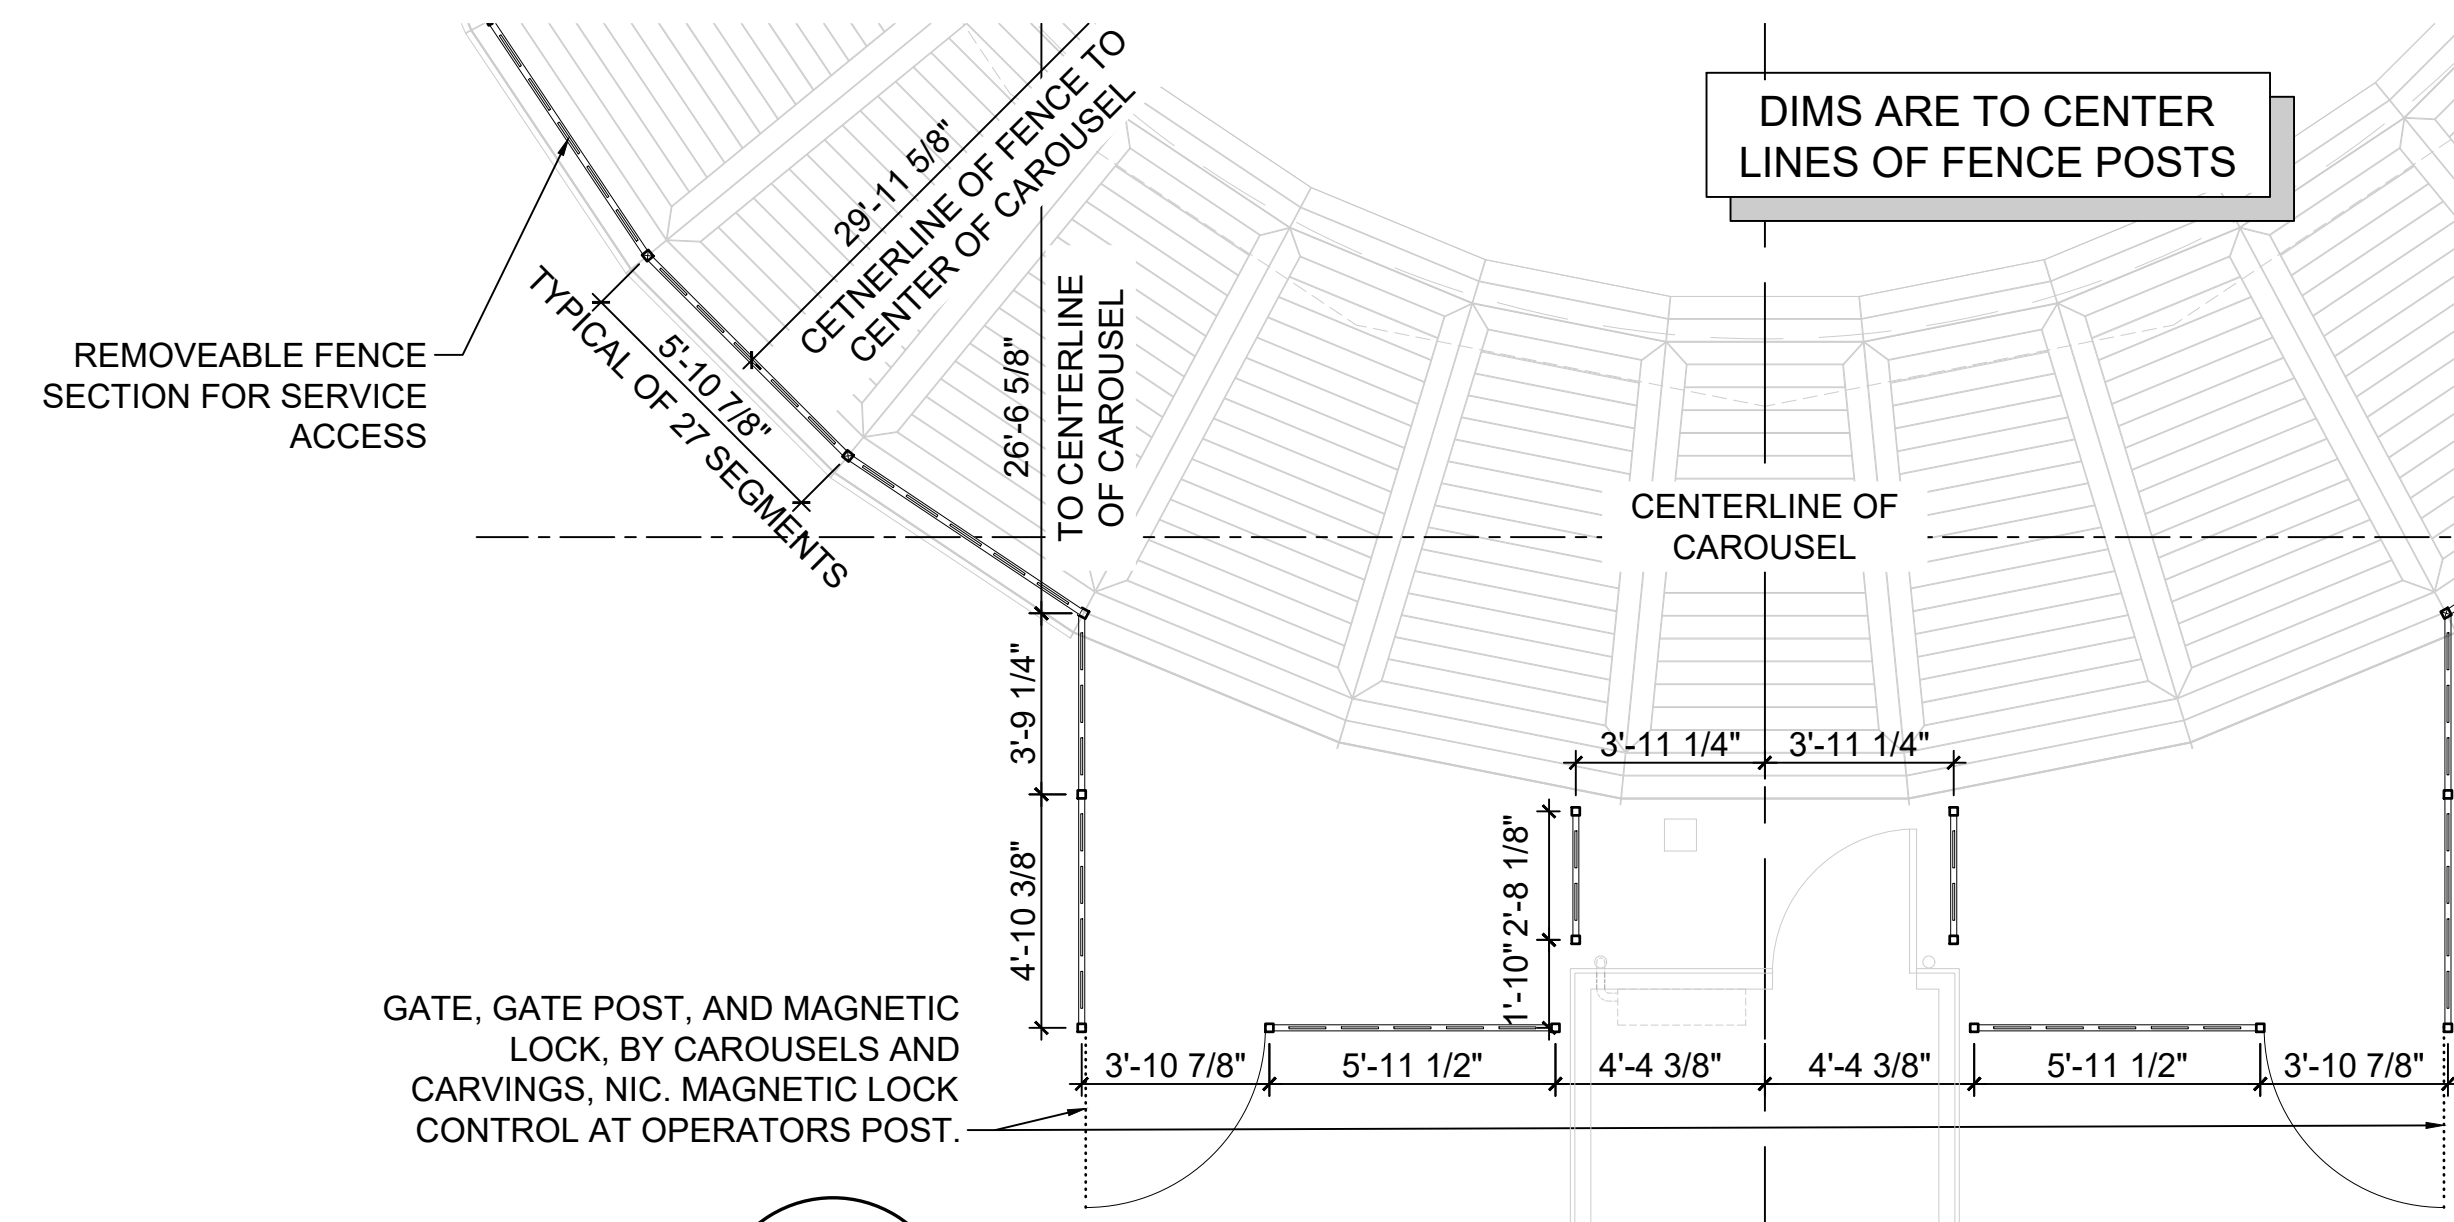 DIMS ARE TO CENTER
LINES OF FENCE POSTS
29'-11 5/8"
CETNERLINE OF FENCE TO
CENTER OF CAROUSEL
5'-10 7/8"
TYPICAL OF 27 SEGMENTS
REMOVEABLE FENCE
SECTION FOR SERVICE
ACCESS
26'-6 5/8"
TO CENTERLINE
OF CAROUSEL
CENTERLINE OF
CAROUSEL
3'-9 1/4"
4'-10 3/8"
3'-11 1/4"
3'-11 1/4"
2'-8 1/8"
1'-10"
GATE, GATE POST, AND MAGNETIC
LOCK, BY CAROUSELS AND
CARVINGS, NIC. MAGNETIC LOCK
CONTROL AT OPERATORS POST.
3'-10 7/8"
5'-11 1/2"
4'-4 3/8"
4'-4 3/8"
5'-11 1/2"
3'-10 7/8"